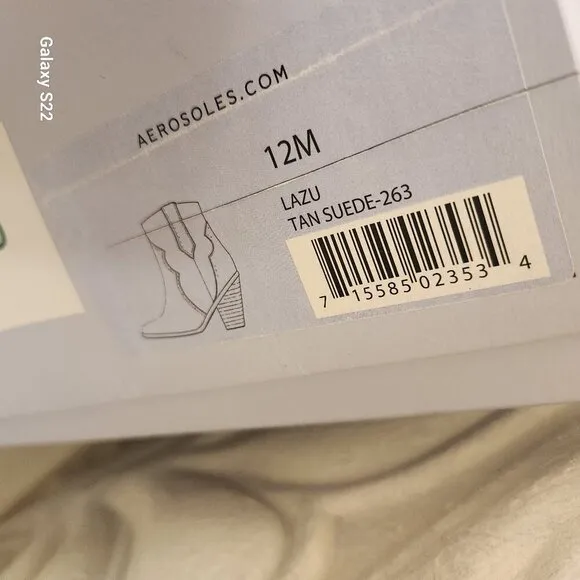 Galaxy S22
AEROSOLES.COM
12M
LAZU
TAN SUEDE-263
7 15585 02353 4